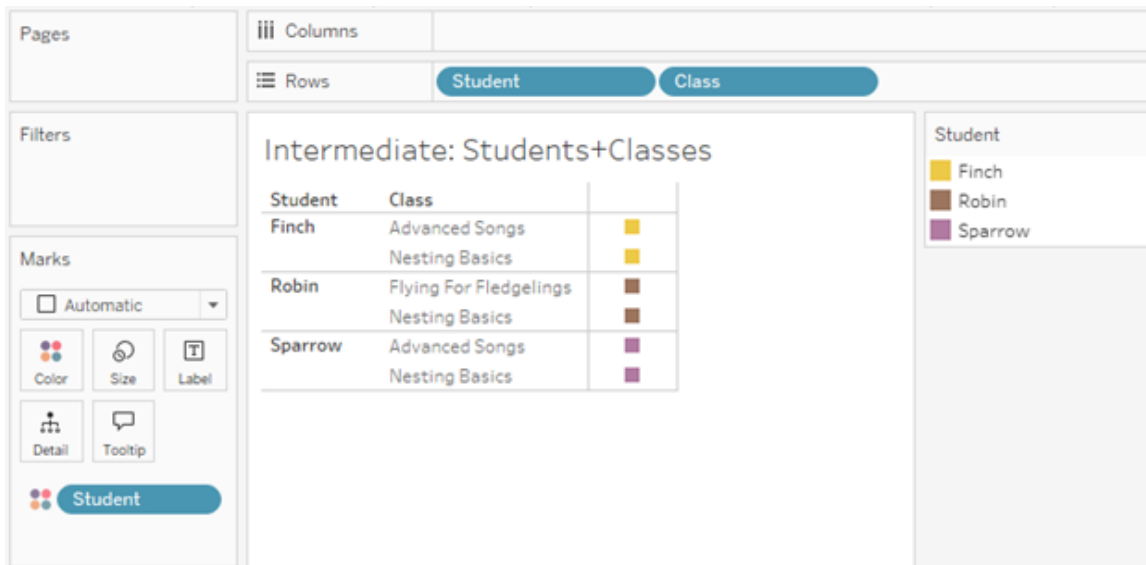 Pages
Columns
Rows
Student
Class
Filters
Intermediate: Students+Classes
Student Class
Finch Advanced Songs
Nesting Basics
Robin Flying For Fledgelings
Nesting Basics
Sparrow Advanced Songs
Nesting Basics
Student
Finch
Robin
Sparrow
Marks
Automatic
Color
Size
Label
Detail
Tooltip
Student